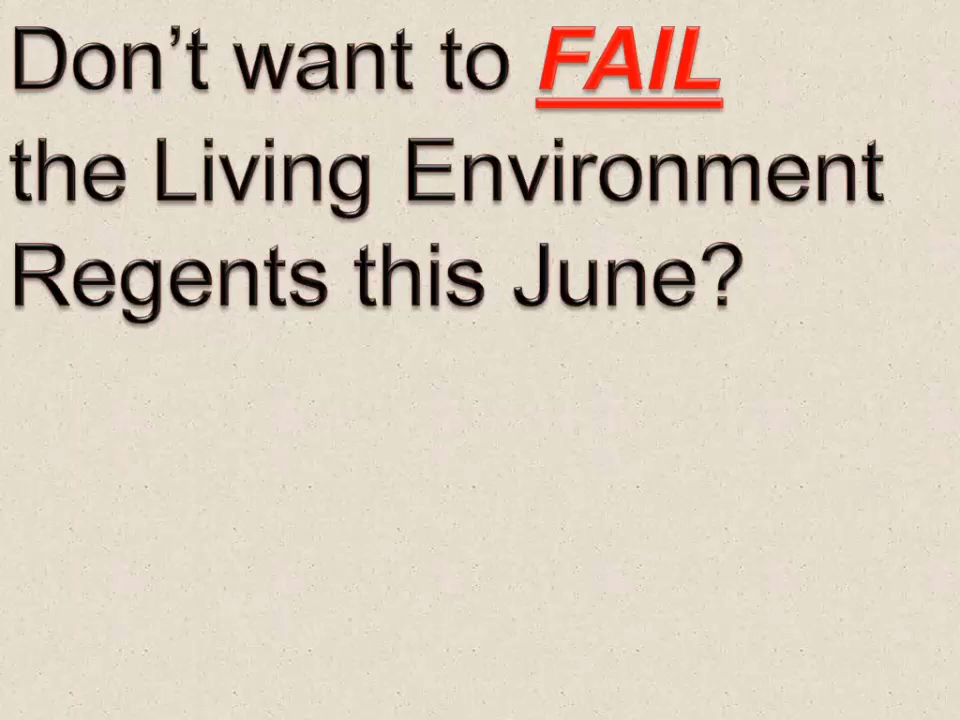 Don’t want to FAIL
the Living Environment
Regents this June?